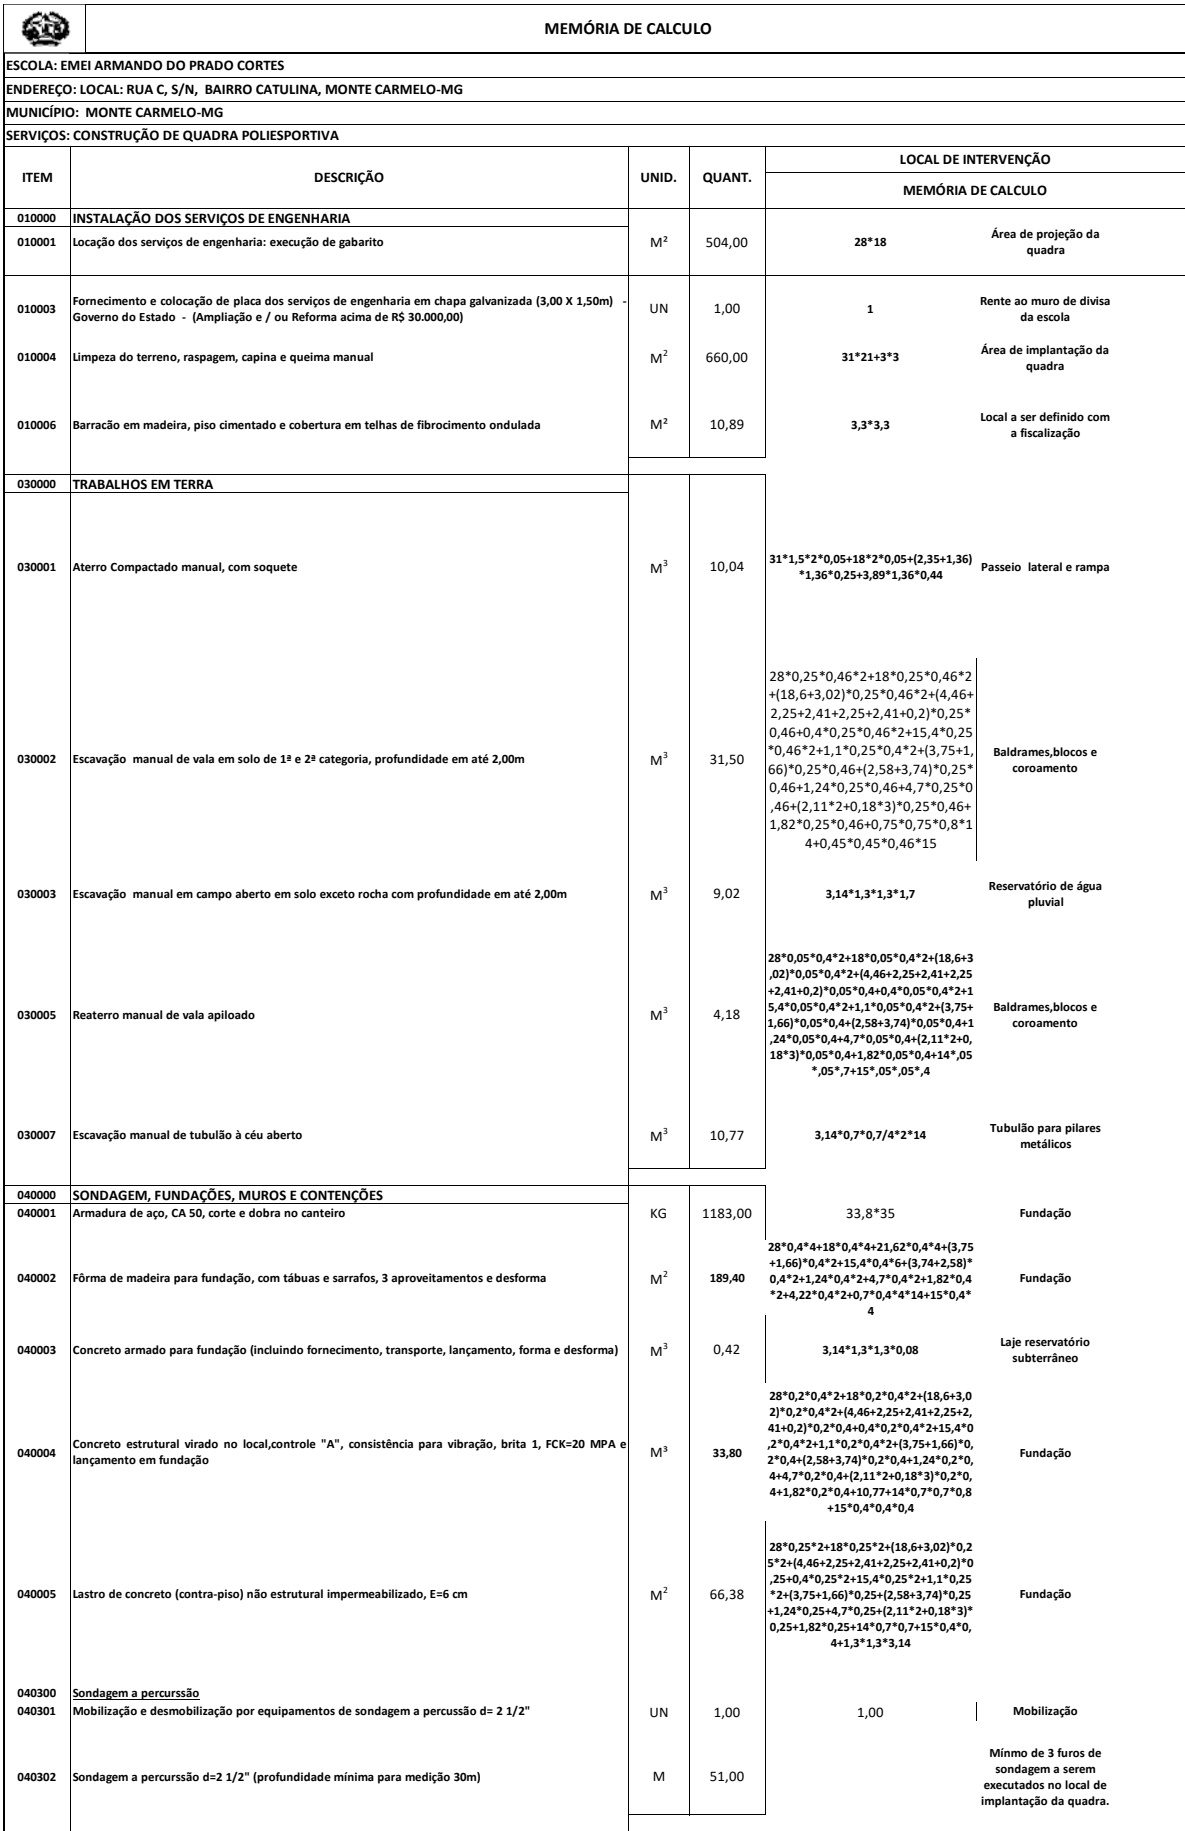 MEMÓRIA DE CALCULO
ESCOLA: EMEI ARMANDO DO PRADO CORTES
ENDEREÇO: LOCAL: RUA C, S/N, BAIRRO CATULINA, MONTE CARMELO-MG
MUNICÍPIO: MONTE CARMELO-MG
SERVIÇOS: CONSTRUÇÃO DE QUADRA POLIESPORTIVA
ITEM DESCRIÇÃO UNID. QUANT. LOCAL DE INTERVENÇÃO
MEMÓRIA DE CALCULO
010000 INSTALAÇÃO DOS SERVIÇOS DE ENGENHARIA
010001 Locação dos serviços de engenharia: execução de gabarito M² 504,00 28*18 Área de projeção da
quadra
010003 Fornecimento e colocação de placa dos serviços de engenharia em chapa galvanizada (3,00 X 1,50m) -
Governo do Estado - (Ampliação e / ou Reforma acima de R$ 30.000,00) UN 1,00 1 Rente ao muro de divisa
da escola
010004 Limpeza do terreno, raspagem, capina e queima manual M² 660,00 31*21+3*3 Área de implantação da
quadra
010006 Barracão em madeira, piso cimentado e cobertura em telhas de fibrocimento ondulada M² 10,89 3,3*3,3 Local a ser definido com
a fiscalização
030000 TRABALHOS EM TERRA
030001 Aterro Compactado manual, com soquete M³ 10,04 31*1,5*2*0,05+18*2*0,05+(2,35+1,36)
*1,36*0,25+3,89*1,36*0,44 Passeio lateral e rampa
28*0,25*0,46*2+18*0,25*0,46*2
+(18,6+3,02)*0,25*0,46*2+(4,46+
2,25+2,41+2,25+2,41+0,2)*0,25*
0,46+0,4*0,25*0,46*2+15,4*0,25
030002 Escavação manual de vala em solo de 1ª e 2ª categoria, profundidade em até 2,00m M³ 31,50 *0,46*2+1,1*0,25*0,4*2+(3,75+1, Baldrames,blocos e
66)*0,25*0,46+(2,58+3,74)*0,25* coroamento
0,46+1,24*0,25*0,46+4,7*0,25*0
,46+(2,11*2+0,18*3)*0,25*0,46+
1,82*0,25*0,46+0,75*0,75*0,8*1
4+0,45*0,45*0,46*15
030003 Escavação manual em campo aberto em solo exceto rocha com profundidade em até 2,00m M³ 9,02 3,14*1,3*1,3*1,7 Reservatório de água
pluvial
28*0,05*0,4*2+18*0,05*0,4*2+(18,6+3
,02)*0,05*0,4*2+(4,46+2,25+2,41+2,25
+2,41+0,2)*0,05*0,4+0,4*0,05*0,4*2+1
5,4*0,05*0,4*2+1,1*0,05*0,4*2+(3,75+
030005 Reaterro manual de vala apiloado M³ 4,18 1,66)*0,05*0,4+(2,58+3,74)*0,05*0,4+1 Baldrames,blocos e
,24*0,05*0,4+4,7*0,05*0,4+(2,11*2+0, coroamento
18*3)*0,05*0,4+1,82*0,05*0,4+14*,05
*,05*,7+15*,05*,05*,4
030007 Escavação manual de tubulão à céu aberto M³ 10,77 3,14*0,7*0,7/4*2*14 Tubulão para pilares
metálicos
040000 SONDAGEM, FUNDAÇÕES, MUROS E CONTENÇÕES
040001 Armadura de aço, CA 50, corte e dobra no canteiro KG 1183,00 33,8*35 Fundação
28*0,4*4+18*0,4*4+21,62*0,4*4+(3,75
+1,66)*0,4*2+15,4*0,4*6+(3,74+2,58)*
040002 Fôrma de madeira para fundação, com tábuas e sarrafos, 3 aproveitamentos e desforma M² 189,40 0,4*2+1,24*0,4*2+4,7*0,4*2+1,82*0,4 Fundação
*2+4,22*0,4*2+0,7*0,4*4*14+15*0,4*
4
040003 Concreto armado para fundação (incluindo fornecimento, transporte, lançamento, forma e desforma) M³ 0,42 3,14*1,3*1,3*0,08 Laje reservatório
subterrâneo
28*0,2*0,4*2+18*0,2*0,4*2+(18,6+3,0
2)*0,2*0,4*2+(4,46+2,25+2,41+2,25+2,
41+0,2)*0,2*0,4+0,4*0,2*0,4*2+15,4*0
,2*0,4*2+1,1*0,2*0,4*2+(3,75+1,66)*0,
040004 Concreto estrutural virado no local,controle "A", consistência para vibração, brita 1, FCK=20 MPA e
lançamento em fundação M³ 33,80 2*0,4+(2,58+3,74)*0,2*0,4+1,24*0,2*0, Fundação
4+4,7*0,2*0,4+(2,11*2+0,18*3)*0,2*0,
4+1,82*0,2*0,4+10,77+14*0,7*0,7*0,8
+15*0,4*0,4*0,4
28*0,25*2+18*0,25*2+(18,6+3,02)*0,2
5*2+(4,46+2,25+2,41+2,25+2,41+0,2)*0
,25+0,4*0,25*2+15,4*0,25*2+1,1*0,25
040005 Lastro de concreto (contra-piso) não estrutural impermeabilizado, E=6 cm M² 66,38 *2+(3,75+1,66)*0,25+(2,58+3,74)*0,25 Fundação
+1,24*0,25+4,7*0,25+(2,11*2+0,18*3)*
0,25+1,82*0,25+14*0,7*0,7+15*0,4*0,
4+1,3*1,3*3,14
040300 Sondagem a percurssão
040301 Mobilização e desmobilização por equipamentos de sondagem a percussão d= 2 1/2" UN 1,00 1,00 Mobilização
040302 Sondagem a percurssão d=2 1/2" (profundidade mínima para medição 30m) M 51,00 Mínmo de 3 furos de
sondagem a serem
executados no local de
implantação da quadra.